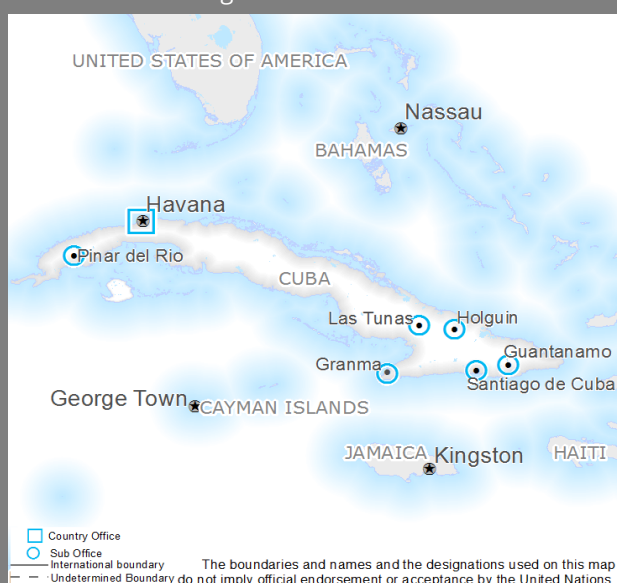 UNITED STATES OF AMERICA
Nassau
BAHAMAS
Havana
Pinar del Rio
CUBA
Las Tunas
Holguin
Granma
Guantanamo
Santiago de Cuba
George Town
CAYMAN ISLANDS
JAMAICA
Kingston
HAITI
Country Office
Sub Office
International boundary
Undetermined Boundary
The boundaries and names and the designations used on this map
do not imply official endorsement or acceptance by the United Nations